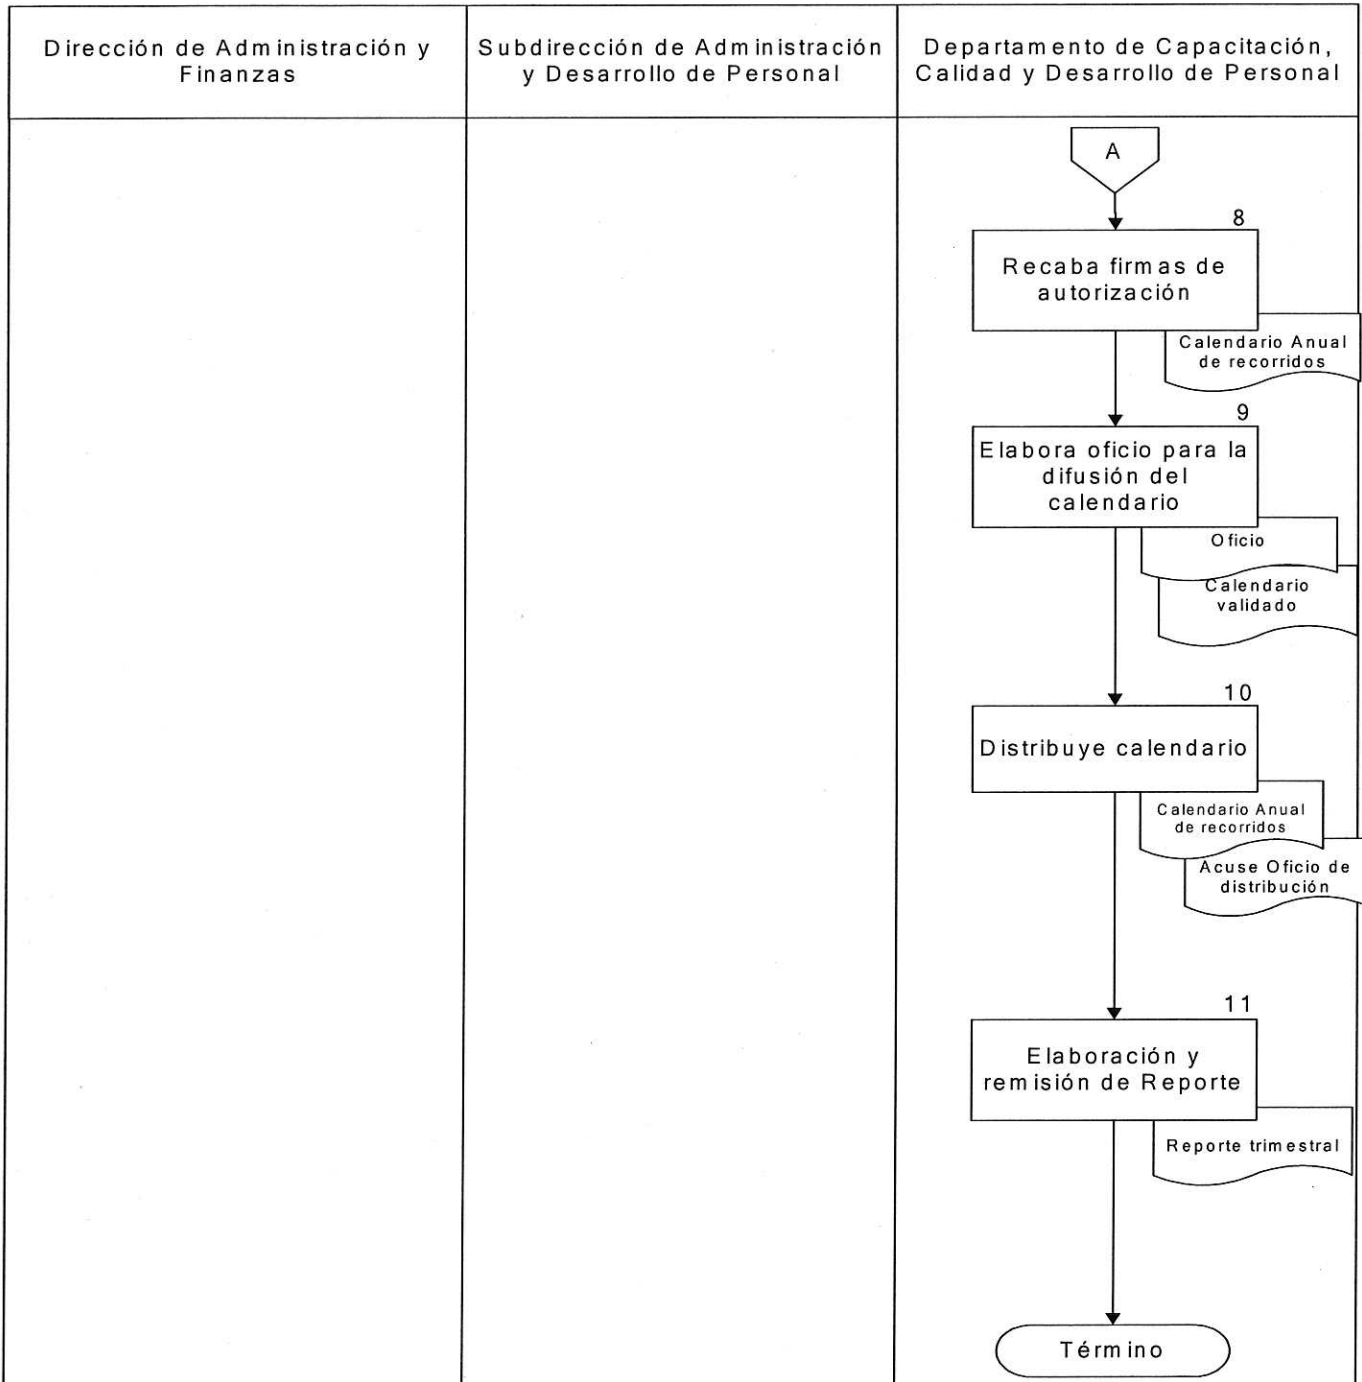 Dirección de Administración y
Finanzas
Subdirección de Administración
y Desarrollo de Personal
Departamento de Capacitación,
Calidad y Desarrollo de Personal
A
8
Recaba firmas de
autorización
Calendario Anual
de recorridos
9
Elabora oficio para la
difusión del
calendario
Oficio
Calendario
validado
10
Distribuye calendario
Calendario Anual
de recorridos
Acuse Oficio de
distribución
11
Elaboración y
remisión de Reporte
Reporte trimestral
Término